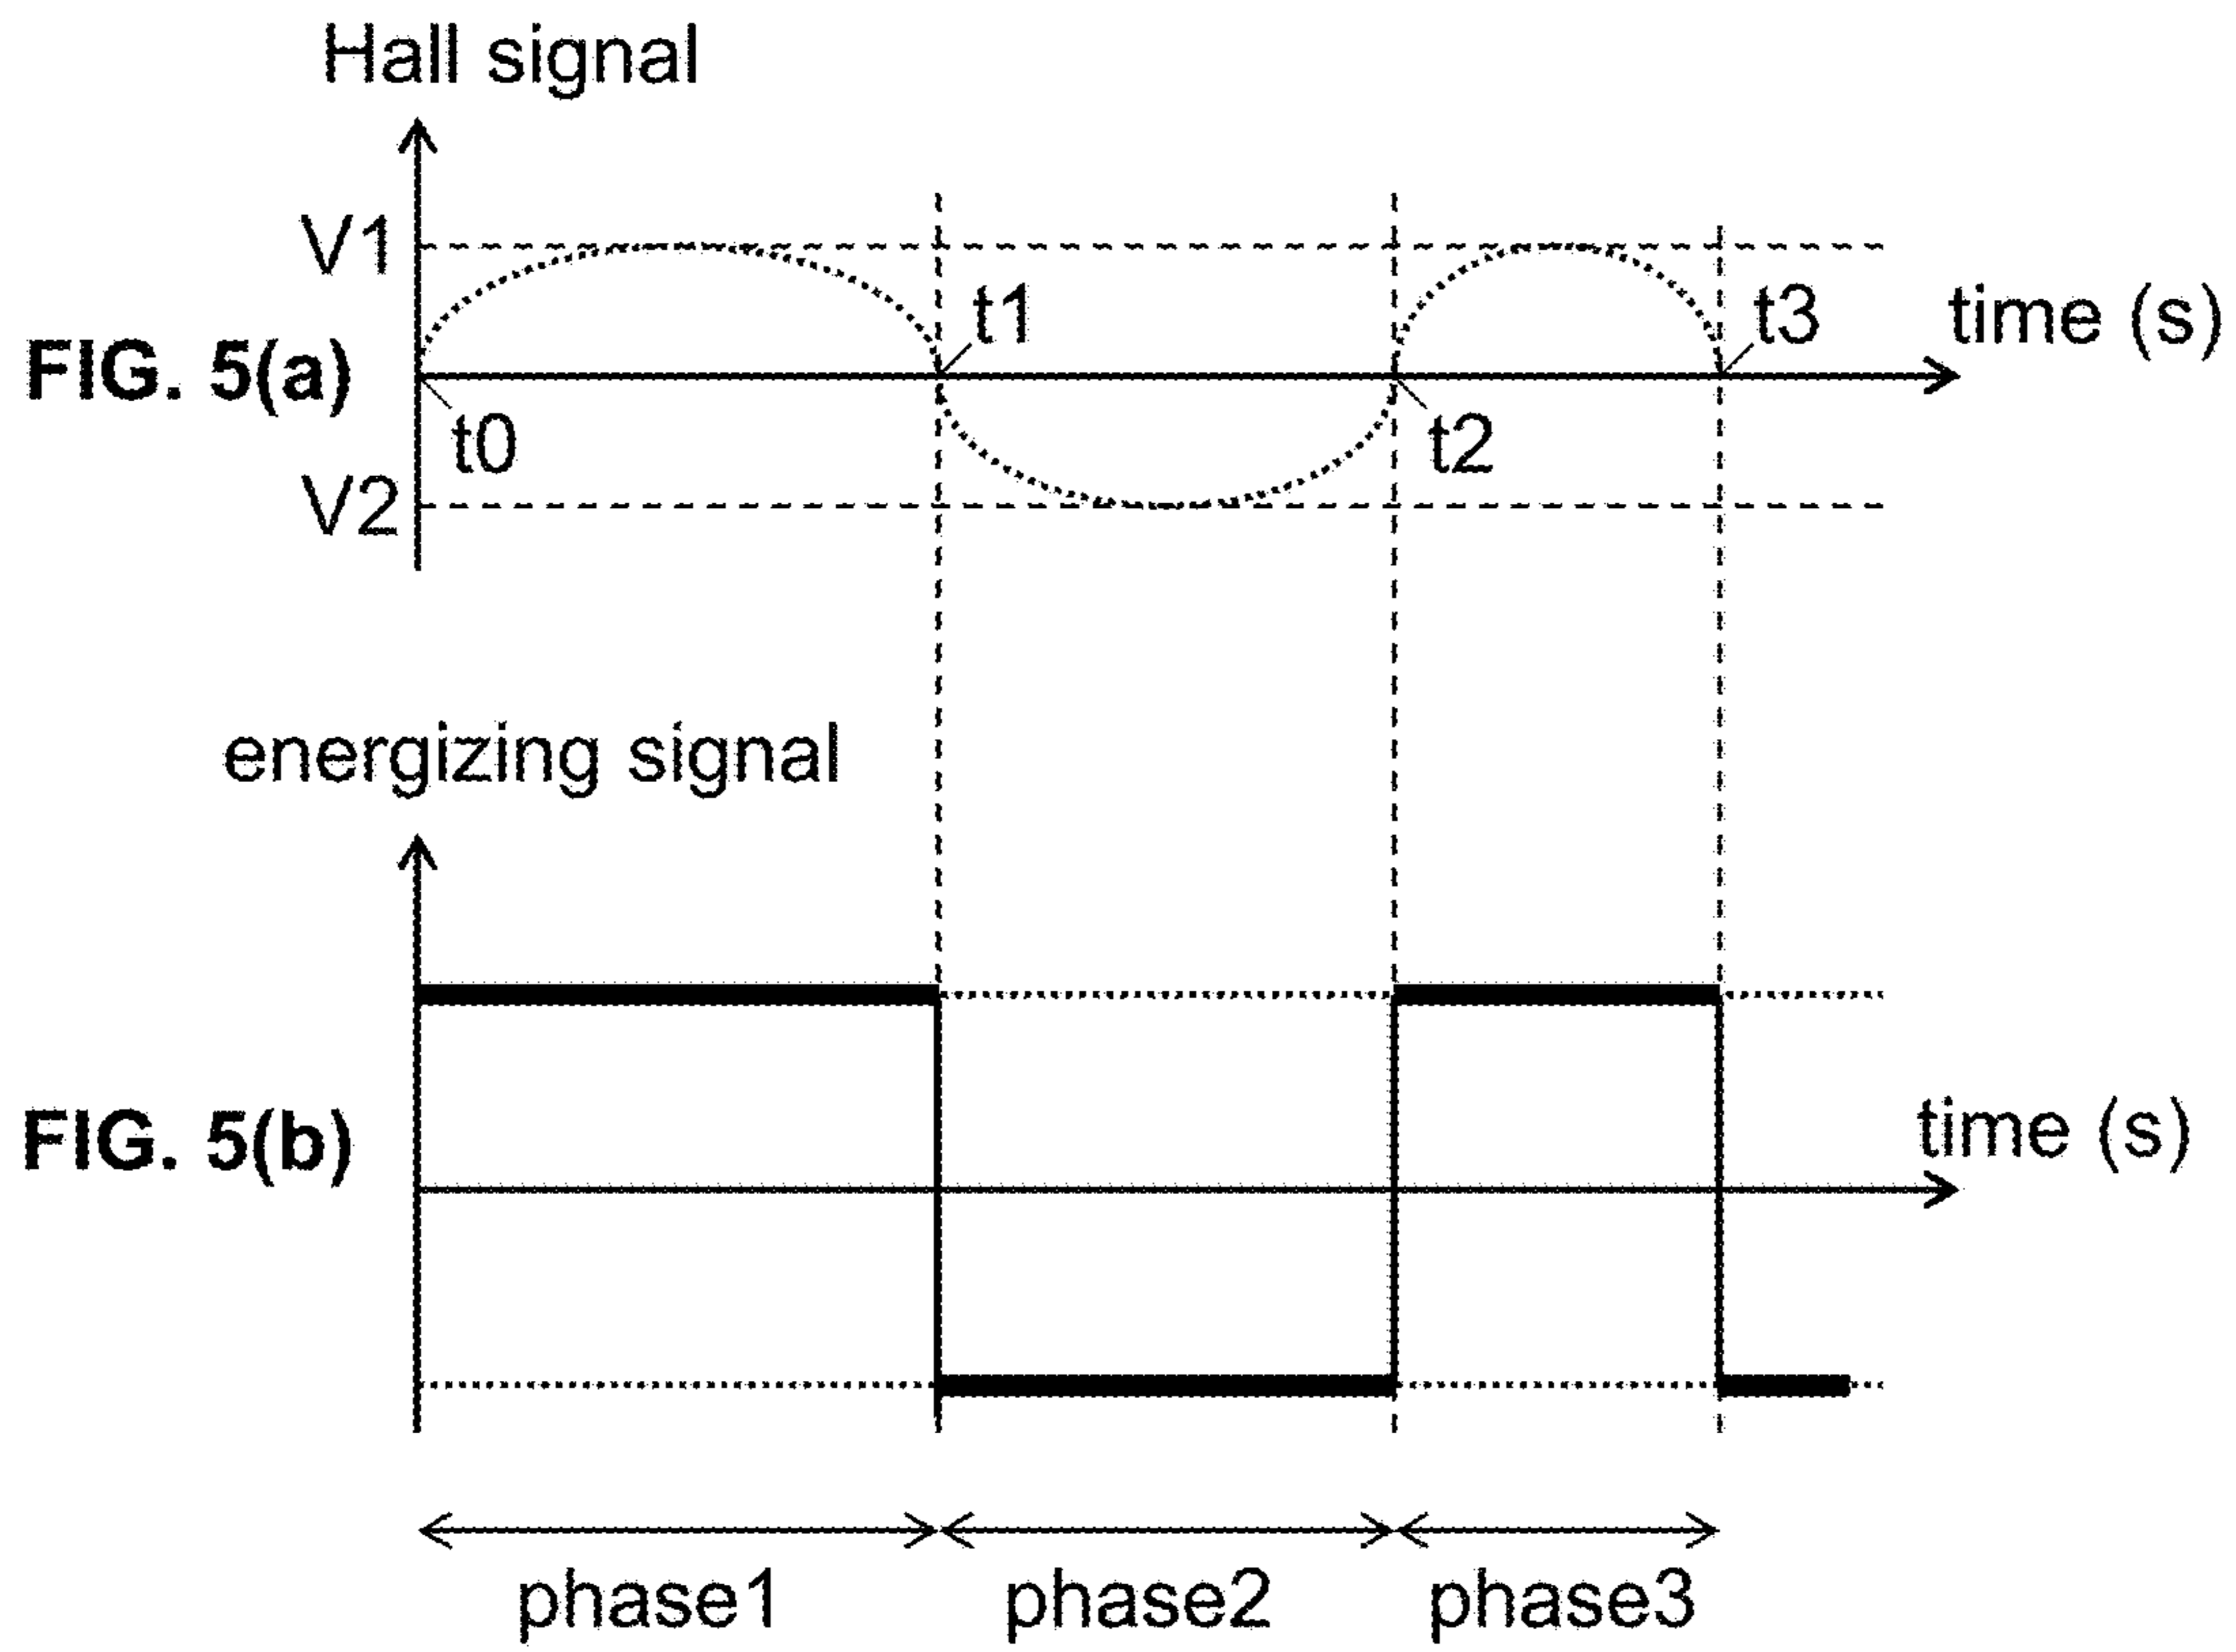 Hall signal
V1
t1
t3
time (s)
FIG. 5(a)
t0
t2
V2
energizing signal
FIG. 5(b)
time (s)
phase1
phase2
phase3